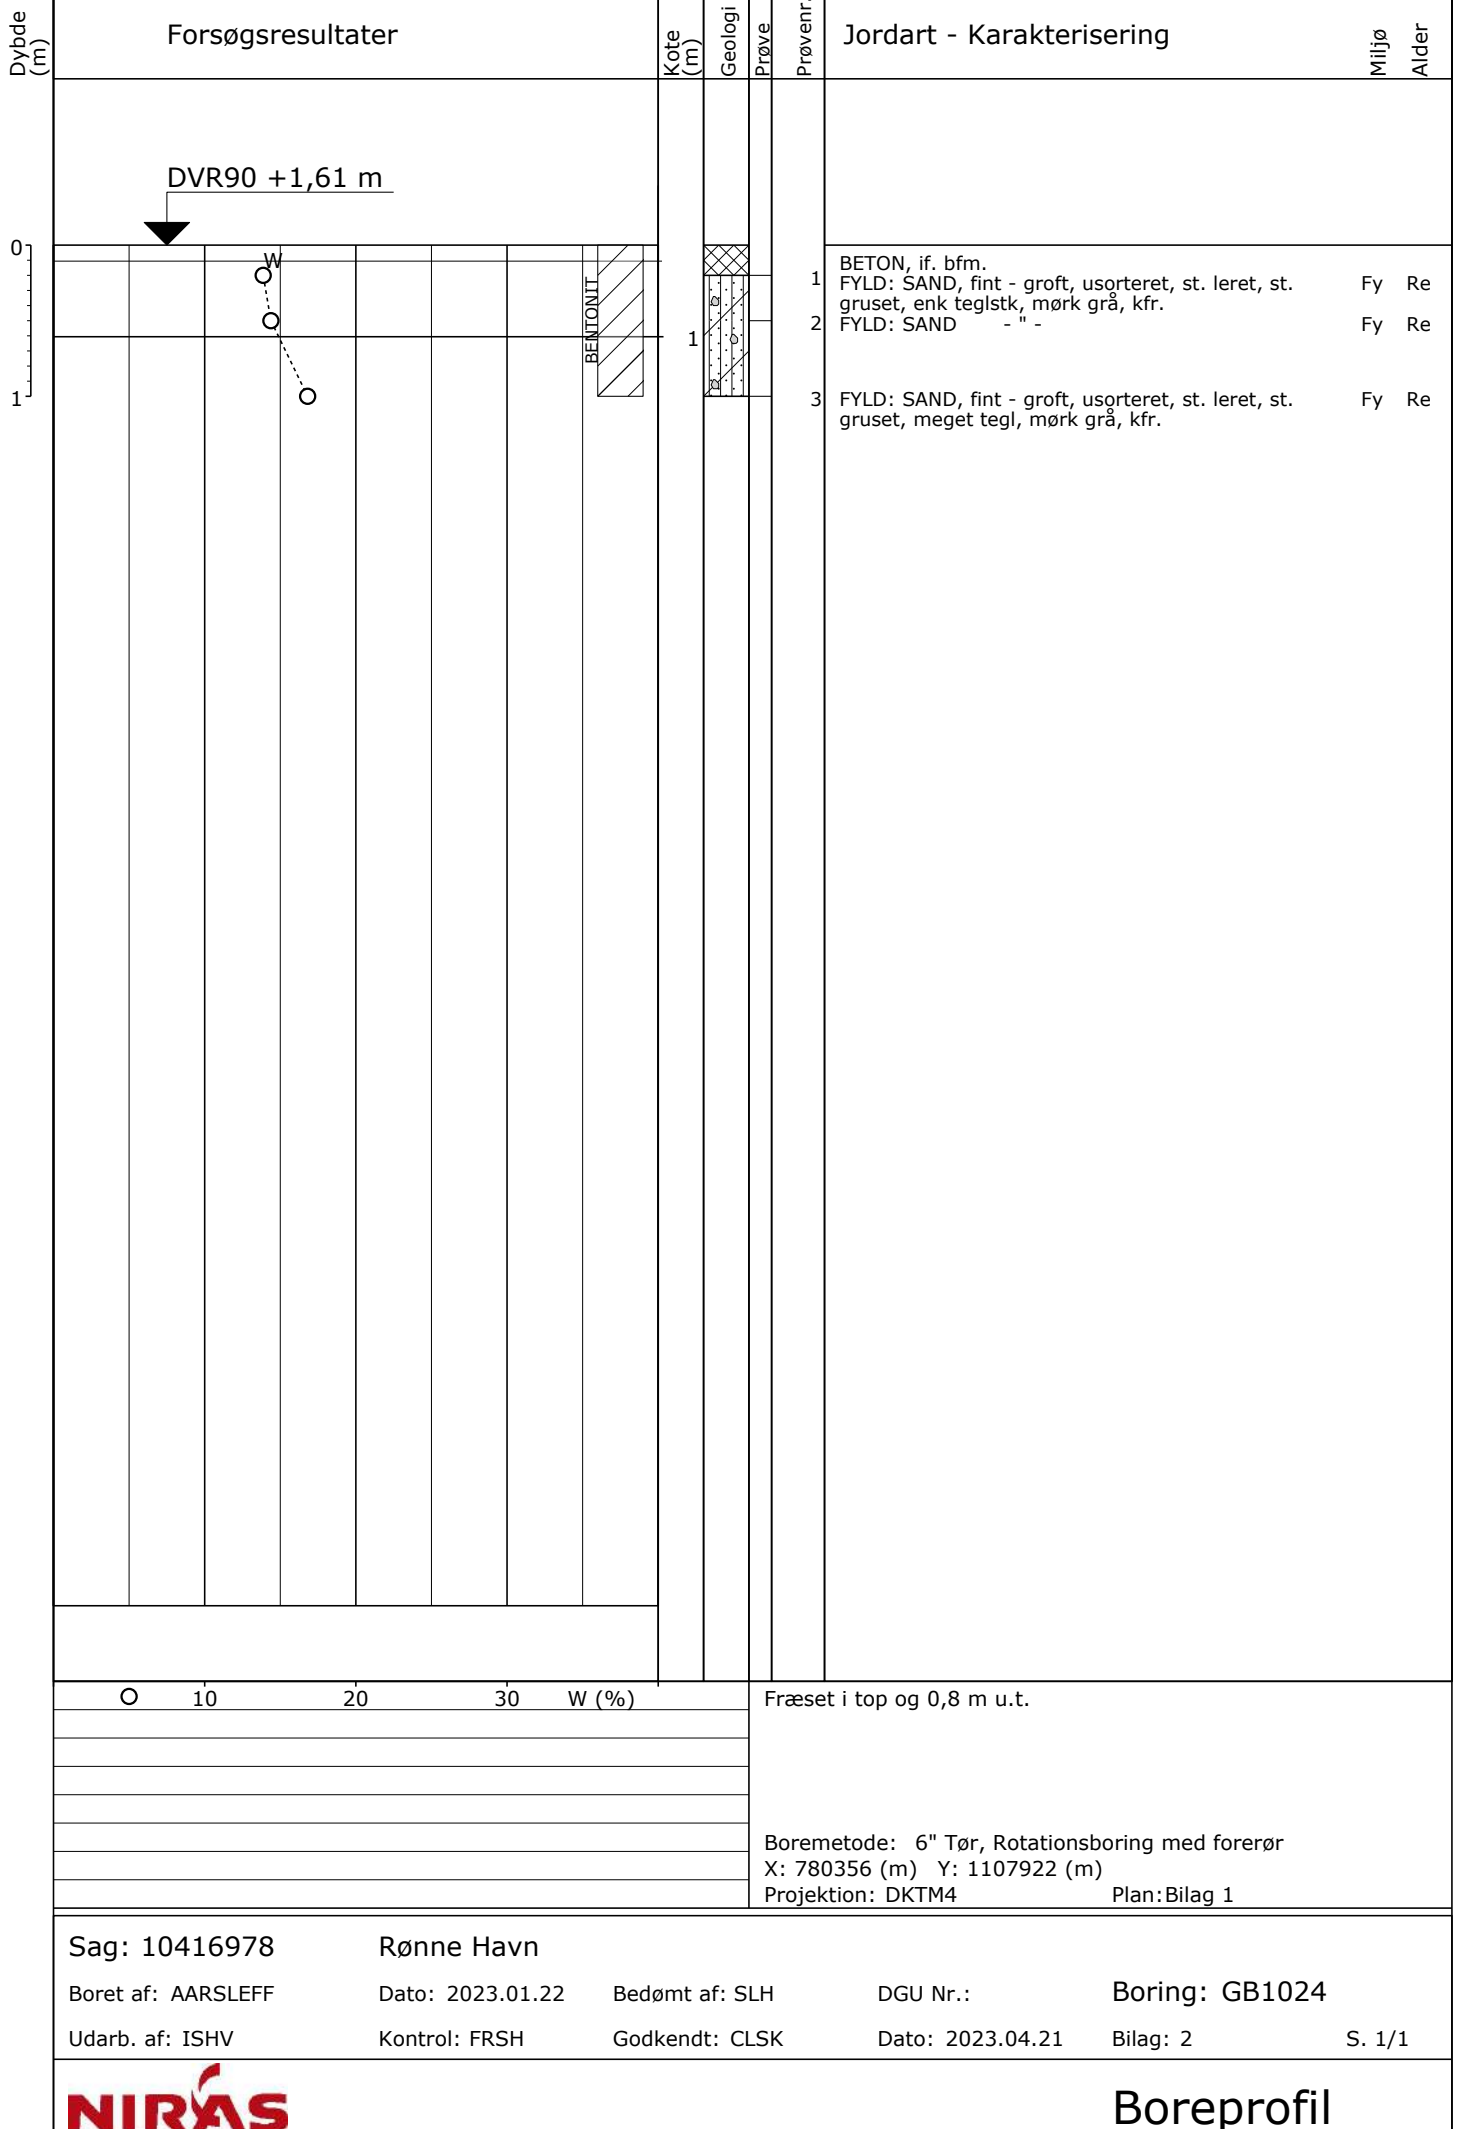 Dybde (m)
Forsøgsresultater
Kote (m)
Geologi
Prøve
Prøvenr.
Jordart - Karakterisering
Miljø
Alder
DVR90 +1,61 m
0
W
BENTONIT
BETON, if. bfm.
1 FYLD: SAND, fint - groft, usorteret, st. leret, st. Fy Re
gruset, enk teglstk, mørk grå, kfr.
2 FYLD: SAND - " - Fy Re
1
1
3 FYLD: SAND, fint - groft, usorteret, st. leret, st. Fy Re
gruset, meget tegl, mørk grå, kfr.
10 20 30 W (%)
Fræset i top og 0,8 m u.t.
Boremetode: 6" Tør, Rotationsboring med forerør
X: 780356 (m) Y: 1107922 (m)
Projektion: DKTM4 Plan:Bilag 1
Sag: 10416978 Rønne Havn
Boret af: AARSLEFF Dato: 2023.01.22 Bedømt af: SLH DGU Nr.: Boring: GB1024
Udarb. af: ISHV Kontrol: FRSH Godkendt: CLSK Dato: 2023.04.21 Bilag: 2 S. 1/1
NIRAS
Boreprofil